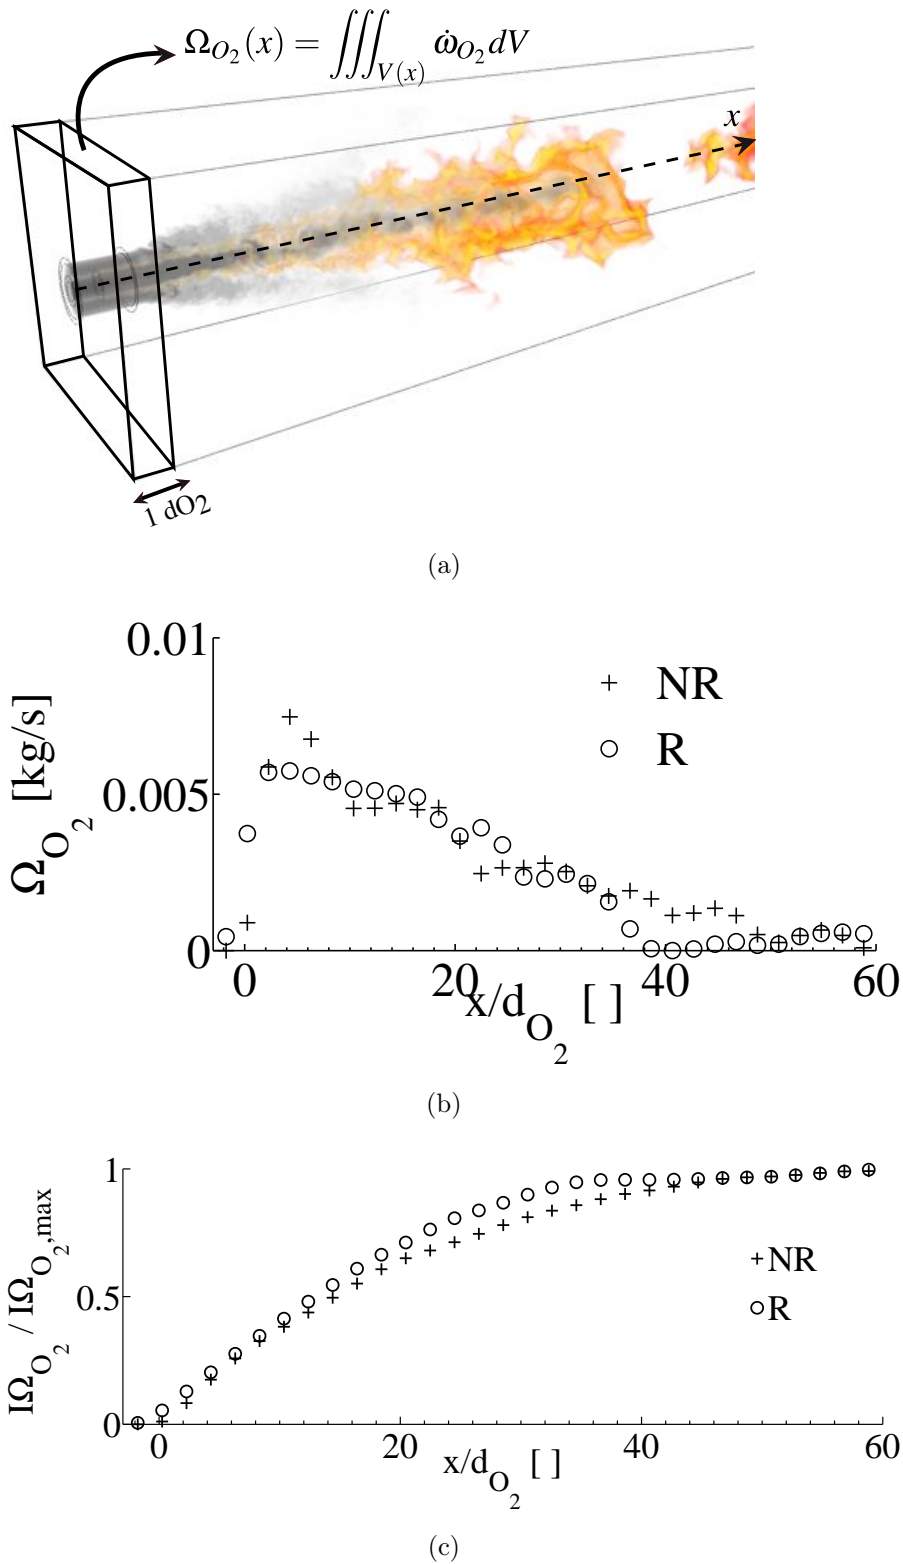 Ω_{O_2}(x) = ∭_{V(x)} ω̇_{O_2} dV
x
1 dO_2
(a)
0.01
NR
R
Ω_{O_2} [kg/s]
0.005
0
0 20 40 60
x/d_{O_2} [ ]
(b)
1
IΩ_{O_2} / IΩ_{O_2,max}
0.5
NR
R
0
0 20 40 60
x/d_{O_2} [ ]
(c)